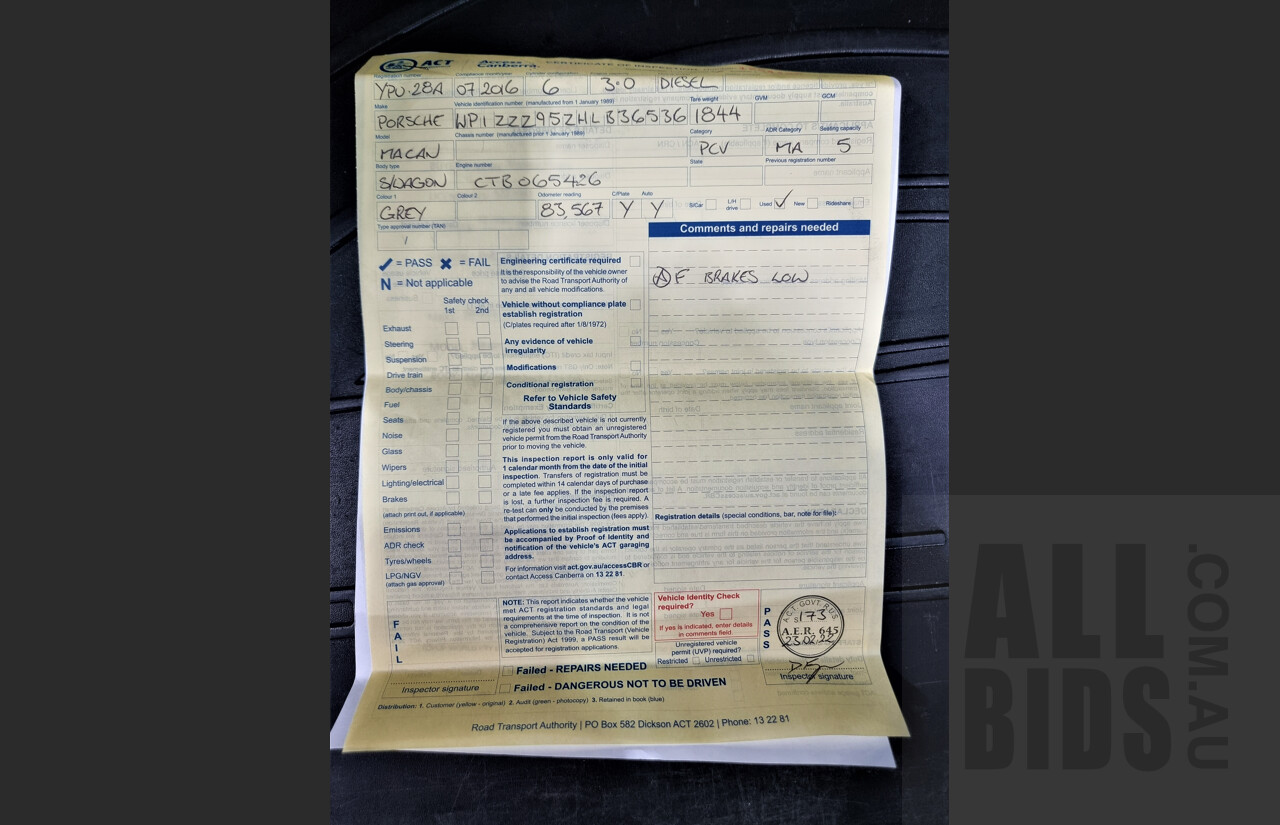 ACT Access Canberra CERTIFICATE OF INSPECTION
Registration number
YPU·28A 07 2016 6 3·0 DIESEL
Make Vehicle identification number (manufactured from 1 January 1989) Tare weight GVM GCM
PORSCHE WP1ZZZ95ZHLB36536 1844
Model Chassis number (manufactured prior 1 January 1989) Category ADR Category Seating capacity
MACAN PCV MA 5
Body type Engine number State Previous registration number
S/WAGON CTB065426
Colour 1 Colour 2 Odometer reading C/Plate Auto
GREY 83,567 Y Y S/Car L/H drive Used New Rideshare
Type approval number (TAN)
Comments and repairs needed
Ⓐ F BRAKES LOW
✔ = PASS ✖ = FAIL
N = Not applicable
Safety check
1st 2nd
Exhaust
Steering
Suspension
Drive train
Body/chassis
Fuel
Seats
Noise
Glass
Wipers
Lighting/electrical
Brakes
(attach print out, if applicable)
Emissions
ADR check
Tyres/wheels
LPG/NGV
(attach gas approval)
Engineering certificate required
It is the responsibility of the vehicle owner
to advise the Road Transport Authority of
any and all vehicle modifications.
Vehicle without compliance plate
establish registration
(C/plates required after 1/8/1972)
Any evidence of vehicle
irregularity
Modifications
Conditional registration
Refer to Vehicle Safety
Standards
If the above described vehicle is not currently
registered you must obtain an unregistered
vehicle permit from the Road Transport Authority
prior to moving the vehicle.
This inspection report is only valid for
1 calendar month from the date of the initial
inspection. Transfers of registration must be
completed within 14 calendar days of purchase
or a late fee applies. If the inspection report
is lost, a further inspection fee is required. A
re-test can only be conducted by the premises
that performed the initial inspection (fees apply).
Applications to establish registration must
be accompanied by Proof of Identity and
notification of the vehicle's ACT garaging
address.
For information visit act.gov.au/accessCBR or
contact Access Canberra on 13 22 81.
Registration details (special conditions, bar, note for file):
FAIL
Inspector signature
NOTE: This report indicates whether the vehicle
met ACT registration standards and legal
requirements at the time of inspection. It is not
a comprehensive report on the condition of the
vehicle. Subject to the Road Transport (Vehicle
Registration) Act 1999, a PASS result will be
accepted for registration applications.
Vehicle Identity Check
required?
Yes
If yes is indicated, enter details
in comments field
Unregistered vehicle
permit (UVP) required?
Restricted Unrestricted
PASS
ACT GOVT RUS
S173
A.E.R. 645
23.02.22
Inspector signature
Failed - REPAIRS NEEDED
Failed - DANGEROUS NOT TO BE DRIVEN
Distribution: 1. Customer (yellow - original) 2. Audit (green - photocopy) 3. Retained in book (blue)
Road Transport Authority | PO Box 582 Dickson ACT 2602 | Phone: 13 22 81
ALL
BIDS
.COM.AU